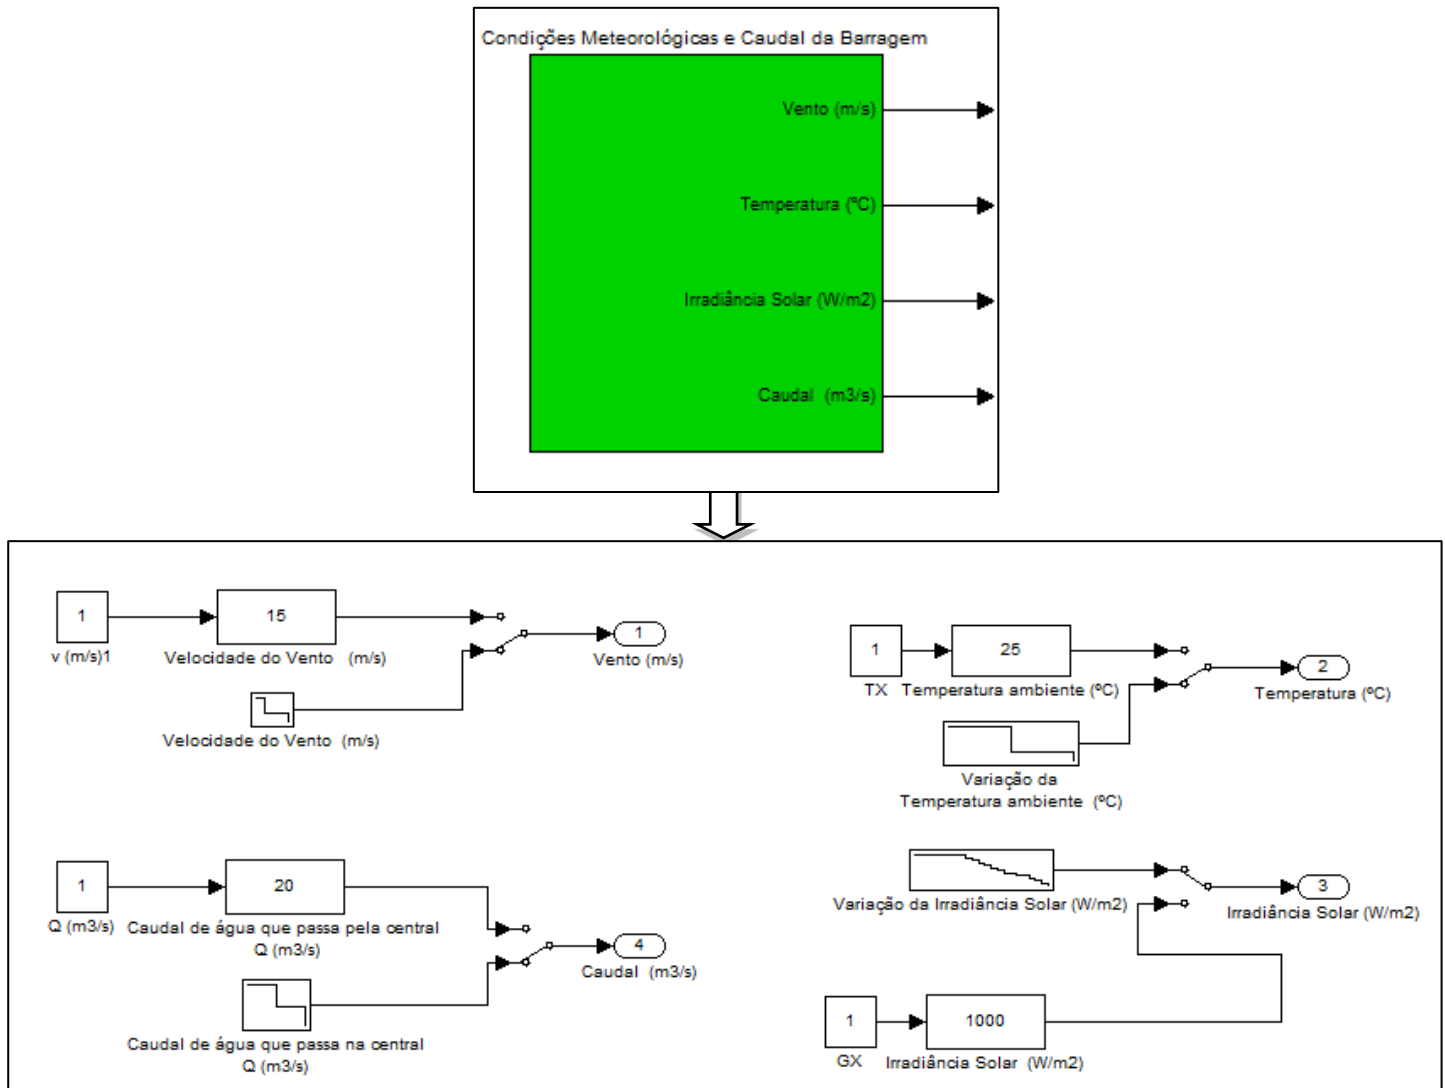 Condições Meteorológicas e Caudal da Barragem
Vento (m/s)
Temperatura (ºC)
Irradiância Solar (W/m2)
Caudal (m3/s)
1
v (m/s)1
15
Velocidade do Vento (m/s)
Velocidade do Vento (m/s)
1
Vento (m/s)
1
TX
25
Temperatura ambiente (ºC)
Variação da
Temperatura ambiente (ºC)
2
Temperatura (ºC)
1
Q (m3/s)
20
Caudal de água que passa pela central
Q (m3/s)
Caudal de água que passa na central
Q (m3/s)
4
Caudal (m3/s)
Variação da Irradiância Solar (W/m2)
3
Irradiância Solar (W/m2)
1
GX
1000
Irradiância Solar (W/m2)